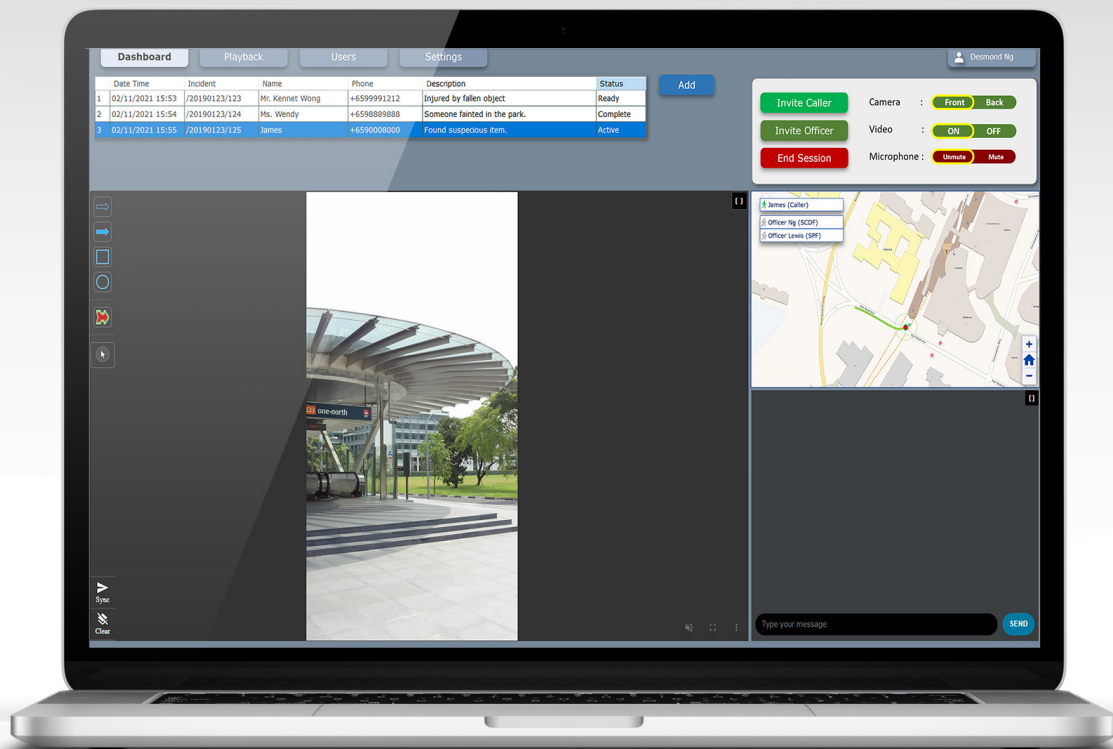 Dashboard Playback Users Settings Desmond Ng
Date Time Incident Name Phone Description Status
1 02/11/2021 15:53 /20190123/123 Mr. Kennet Wong +6599991212 Injured by fallen object Ready
2 02/11/2021 15:54 /20190123/124 Ms. Wendy +6598889888 Someone fainted in the park. Complete
3 02/11/2021 15:55 /20190123/125 James +6590008000 Found suspecious item. Active
Add
Invite Caller
Invite Officer
End Session
Camera : Front Back
Video : ON OFF
Microphone : Unmute Mute
James (Caller)
Officer Ng (SCDF)
Officer Lewis (SPF)
+
-
one-north
Sync
Clear
Type your message SEND